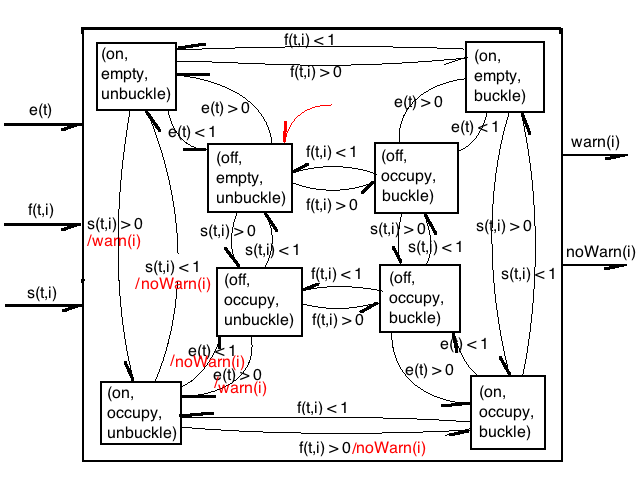 f(t,i) < 1
(on,
empty,
unbuckle)
(on,
empty,
buckle)
f(t,i) > 0
e(t)
e(t) > 0
e(t) > 0
e(t) < 1
e(t) < 1
(off,
empty,
unbuckle)
f(t,i) < 1
f(t,i) > 0
(off,
occupy,
buckle)
warn(i)
f(t,i)
s(t,i) > 0
/warn(i)
s(t,i) > 0
s(t,i) < 1
s(t,i) > 0
s(t,i) < 1
s(t,i) > 0
noWarn(i)
s(t,i) < 1
/noWarn(i)
s(t,i) < 1
s(t,i)
(off,
occupy,
unbuckle)
f(t,i) < 1
f(t,i) > 0
(off,
occupy,
buckle)
e(t) < 1
/noWarn(i)
e(t) > 0
/warn(i)
e(t) < 1
e(t) > 0
(on,
occupy,
unbuckle)
f(t,i) < 1
(on,
occupy,
buckle)
f(t,i) > 0/noWarn(i)